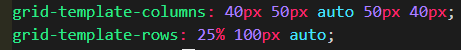 grid-template-columns: 40px 50px auto 50px 40px;
grid-template-rows: 25% 100px auto;